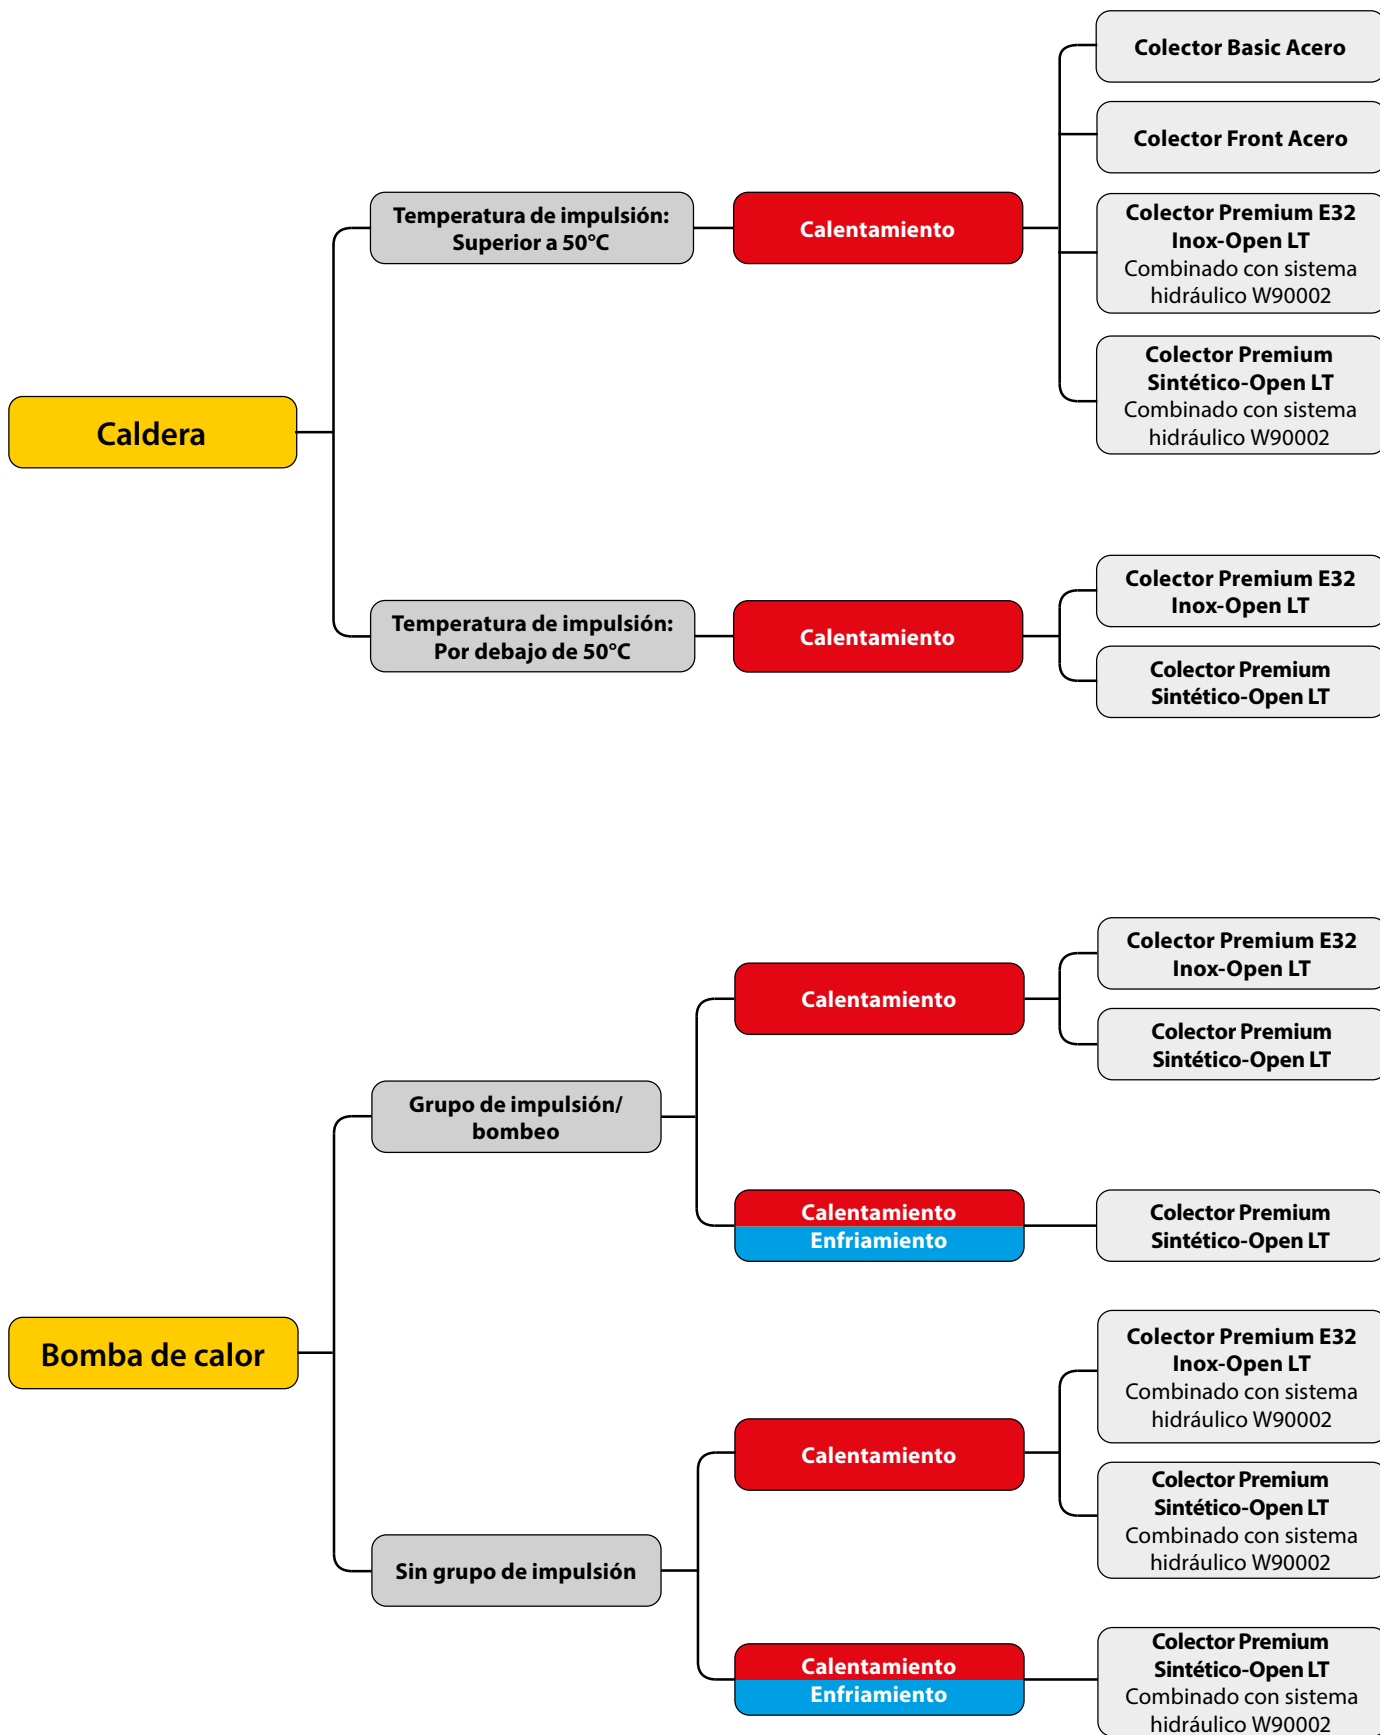 Caldera
Temperatura de impulsión:
Superior a 50°C
Calentamiento
Colector Basic Acero
Colector Front Acero
Colector Premium E32
Inox-Open LT
Combinado con sistema
hidráulico W90002
Colector Premium
Sintético-Open LT
Combinado con sistema
hidráulico W90002
Temperatura de impulsión:
Por debajo de 50°C
Calentamiento
Colector Premium E32
Inox-Open LT
Colector Premium
Sintético-Open LT
Bomba de calor
Grupo de impulsión/
bombeo
Calentamiento
Colector Premium E32
Inox-Open LT
Colector Premium
Sintético-Open LT
Calentamiento
Enfriamiento
Colector Premium
Sintético-Open LT
Sin grupo de impulsión
Calentamiento
Colector Premium E32
Inox-Open LT
Combinado con sistema
hidráulico W90002
Colector Premium
Sintético-Open LT
Combinado con sistema
hidráulico W90002
Calentamiento
Enfriamiento
Colector Premium
Sintético-Open LT
Combinado con sistema
hidráulico W90002